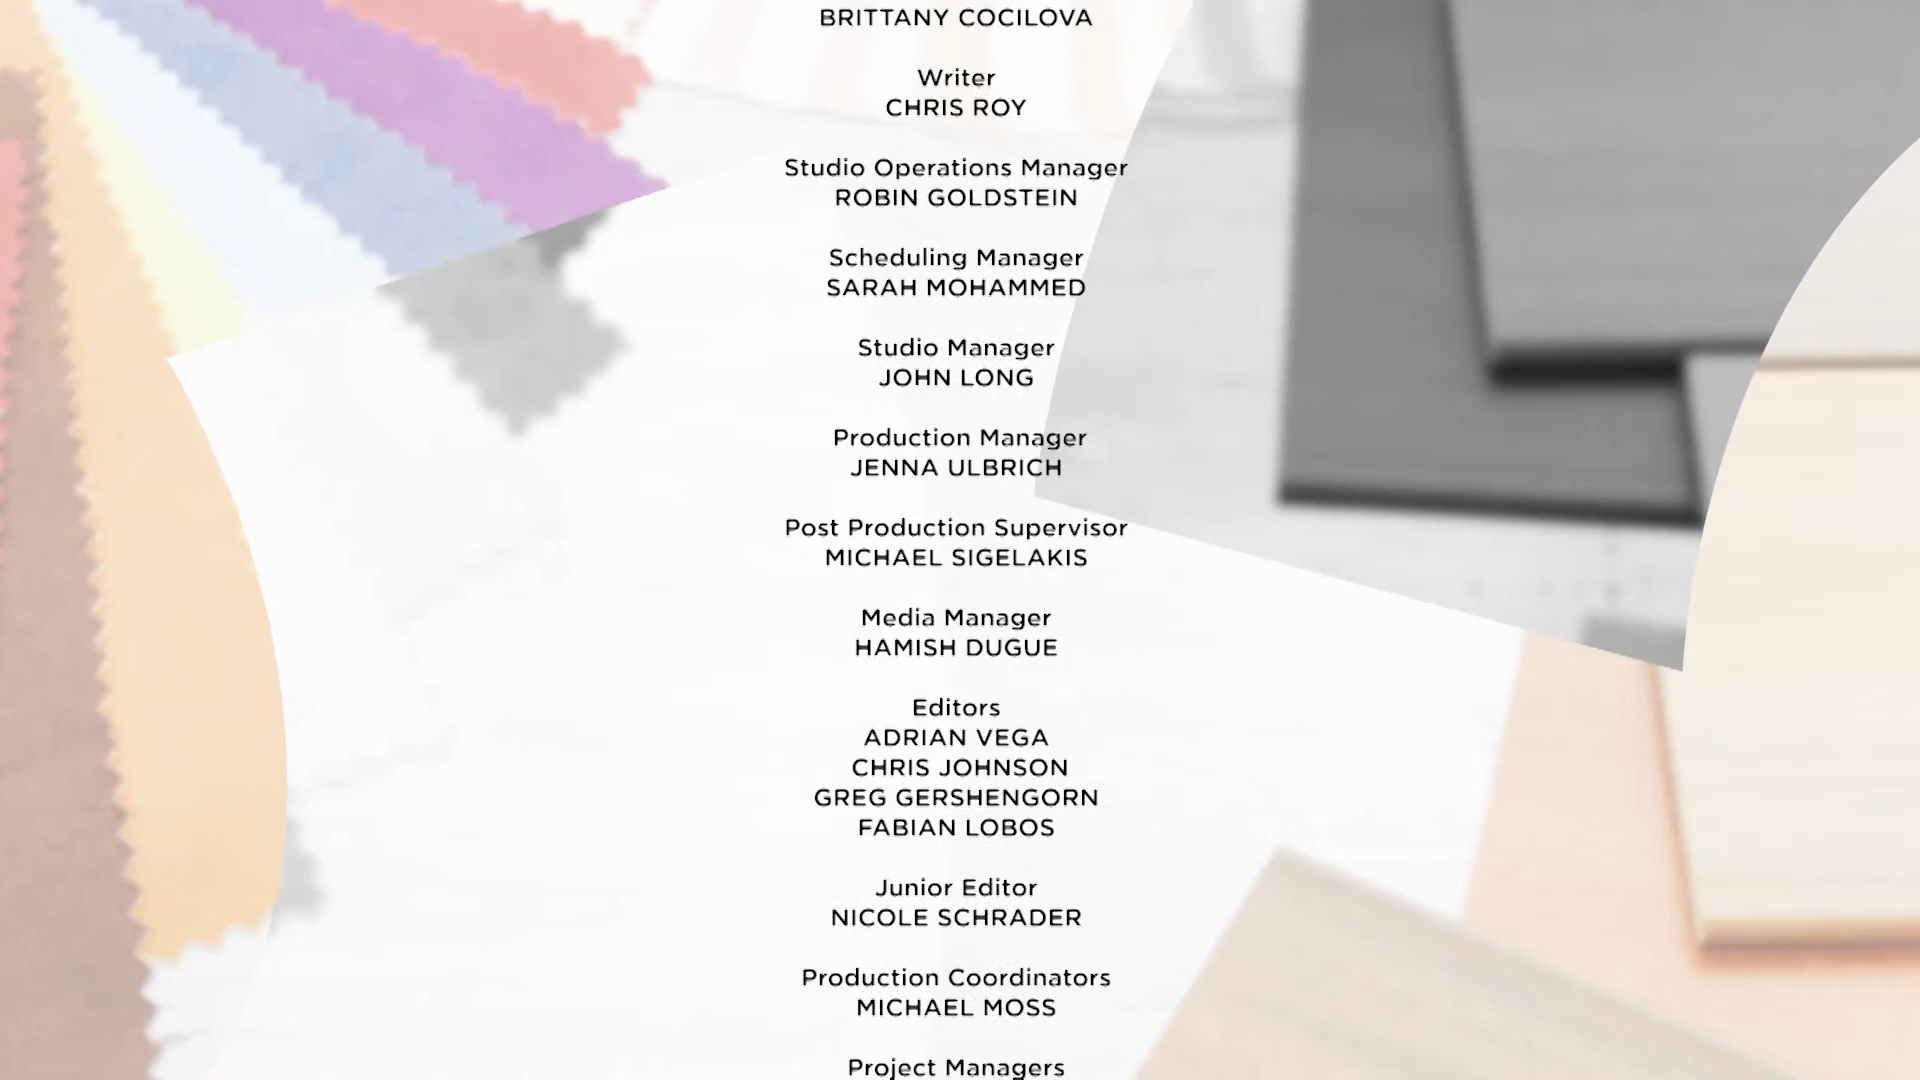 BRITTANY COCILOVA
Writer
CHRIS ROY
Studio Operations Manager
ROBIN GOLDSTEIN
Scheduling Manager
SARAH MOHAMMED
Studio Manager
JOHN LONG
Production Manager
JENNA ULBRICH
Post Production Supervisor
MICHAEL SIGELAKIS
Media Manager
HAMISH DUGUE
Editors
ADRIAN VEGA
CHRIS JOHNSON
GREG GERSHENGORN
FABIAN LOBOS
Junior Editor
NICOLE SCHRADER
Production Coordinators
MICHAEL MOSS
Project Managers